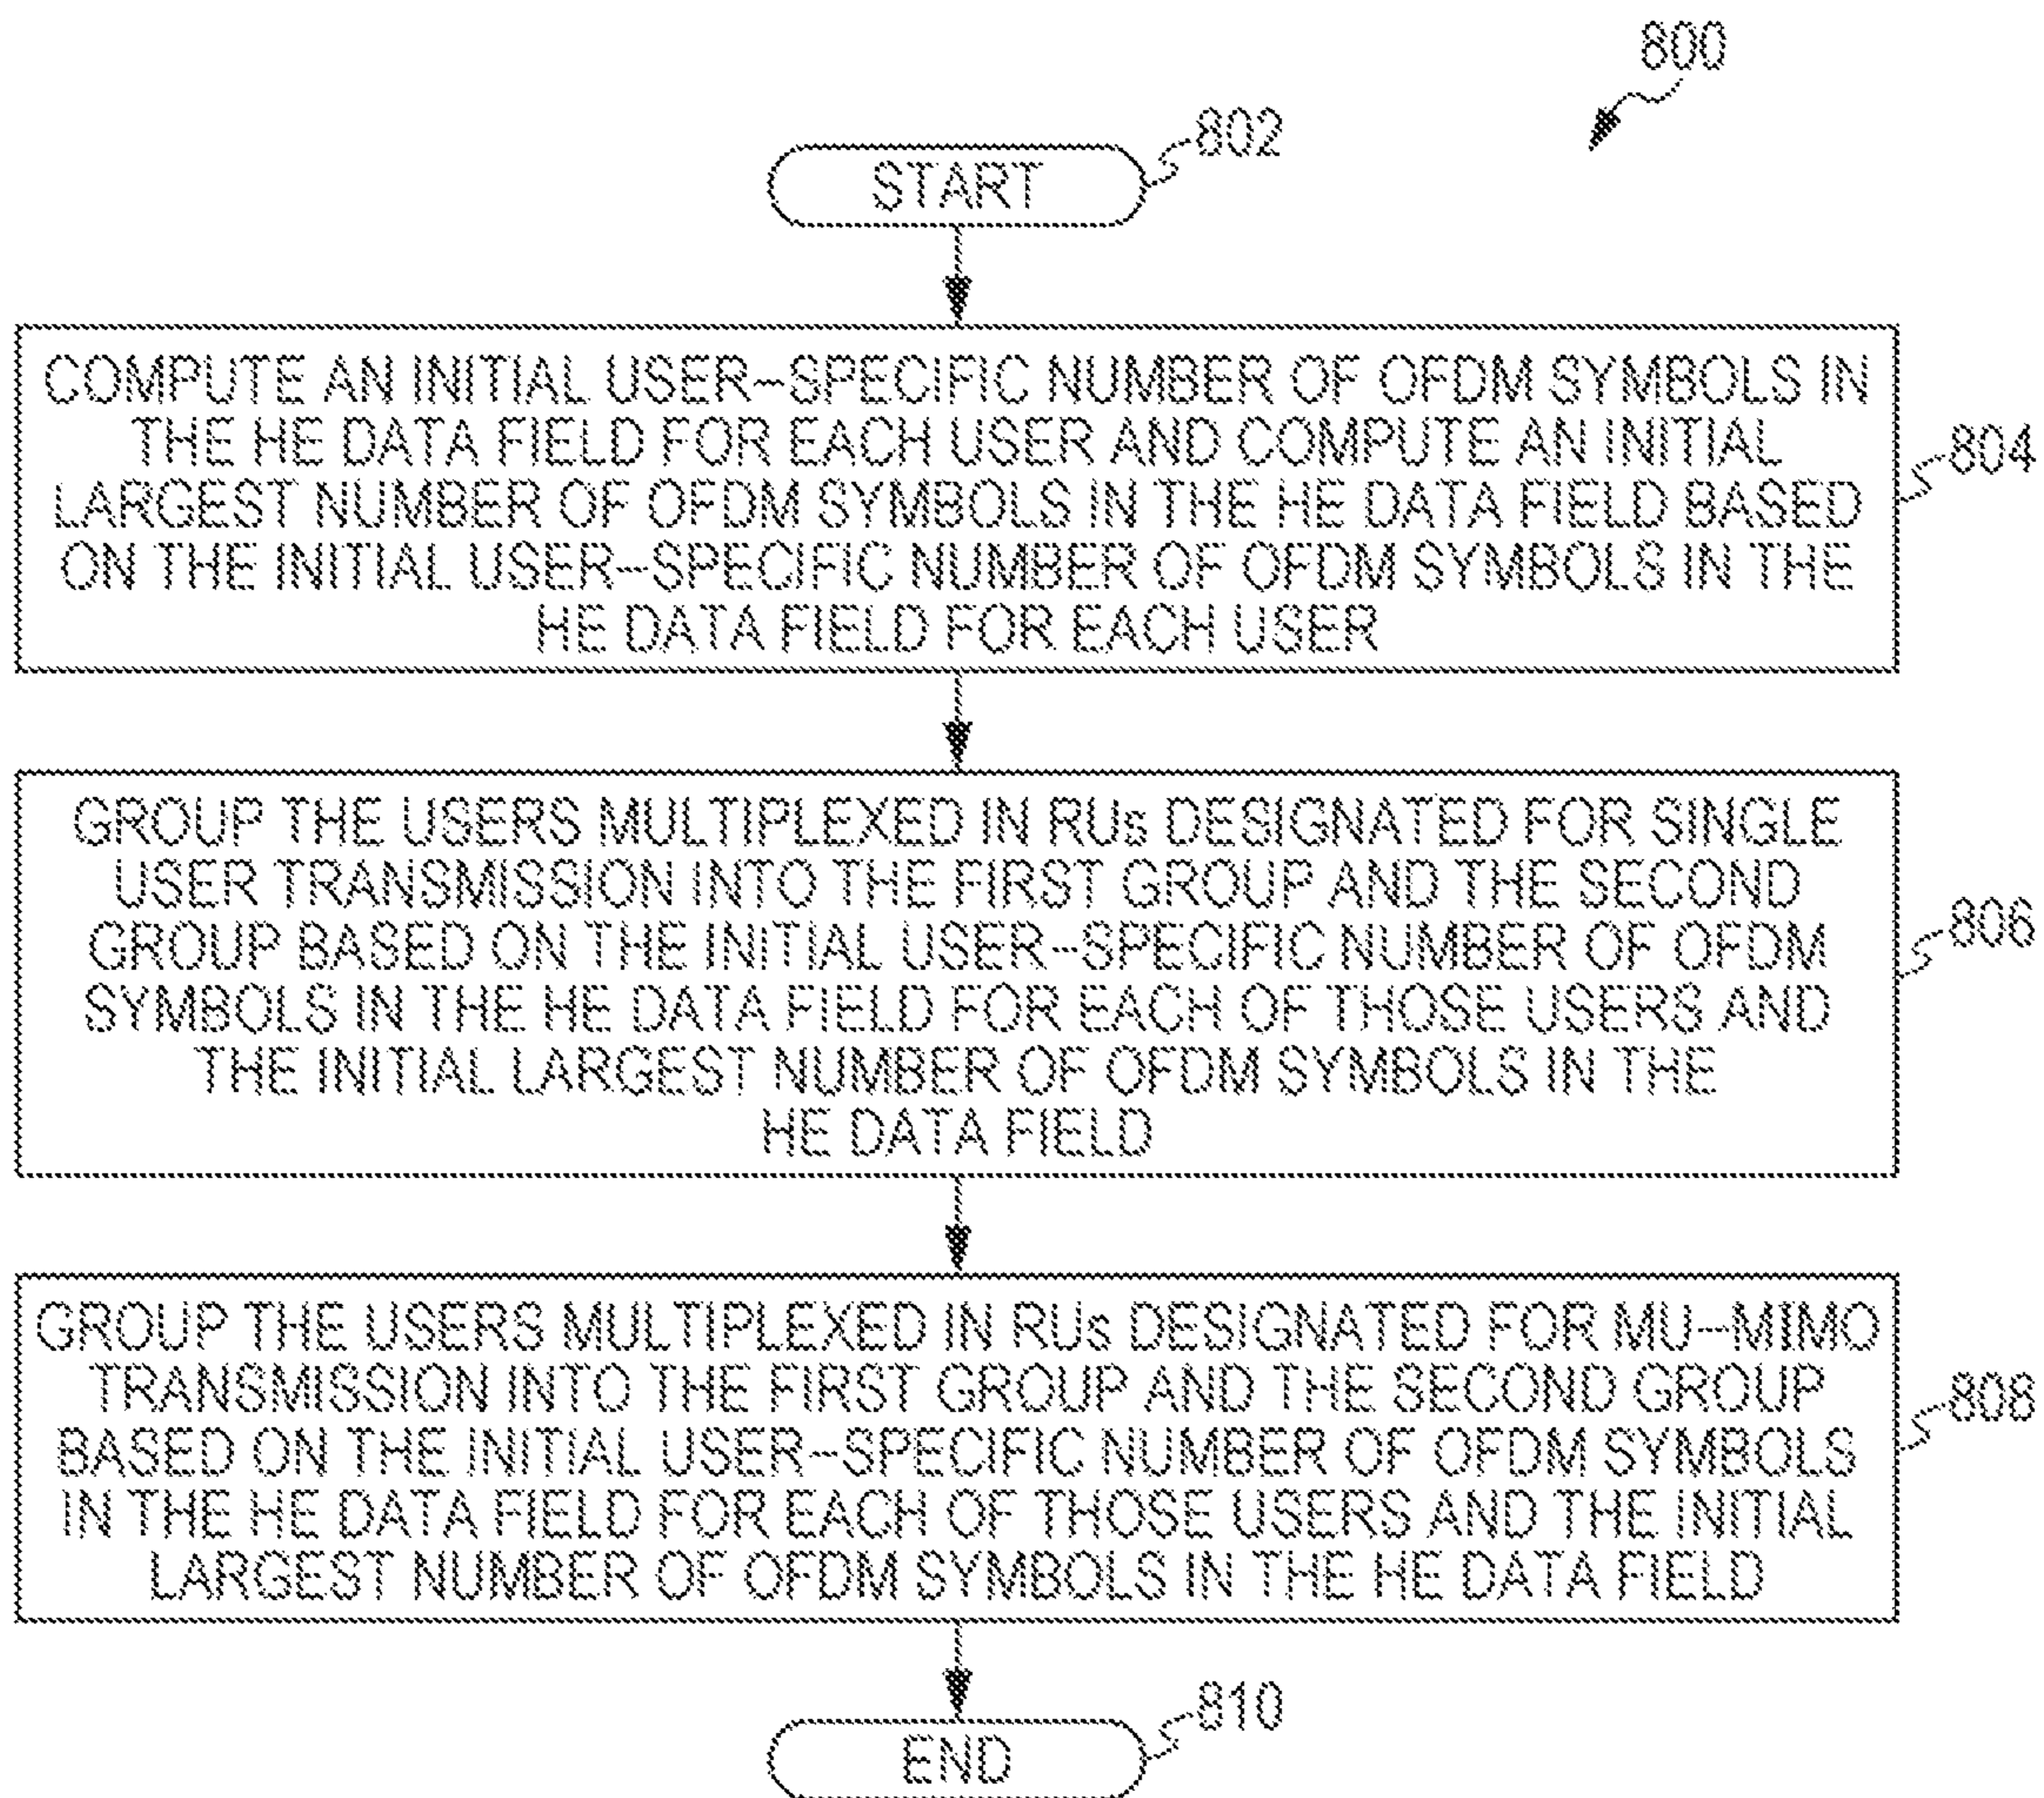 800
802
START
COMPUTE AN INITIAL USER-SPECIFIC NUMBER OF OFDM SYMBOLS IN
THE HE DATA FIELD FOR EACH USER AND COMPUTE AN INITIAL
LARGEST NUMBER OF OFDM SYMBOLS IN THE HE DATA FIELD BASED
ON THE INITIAL USER-SPECIFIC NUMBER OF OFDM SYMBOLS IN THE
HE DATA FIELD FOR EACH USER
804
GROUP THE USERS MULTIPLEXED IN RUs DESIGNATED FOR SINGLE
USER TRANSMISSION INTO THE FIRST GROUP AND THE SECOND
GROUP BASED ON THE INITIAL USER-SPECIFIC NUMBER OF OFDM
SYMBOLS IN THE HE DATA FIELD FOR EACH OF THOSE USERS AND
THE INITIAL LARGEST NUMBER OF OFDM SYMBOLS IN THE
HE DATA FIELD
806
GROUP THE USERS MULTIPLEXED IN RUs DESIGNATED FOR MU-MIMO
TRANSMISSION INTO THE FIRST GROUP AND THE SECOND GROUP
BASED ON THE INITIAL USER-SPECIFIC NUMBER OF OFDM SYMBOLS
IN THE HE DATA FIELD FOR EACH OF THOSE USERS AND THE INITIAL
LARGEST NUMBER OF OFDM SYMBOLS IN THE HE DATA FIELD
808
810
END